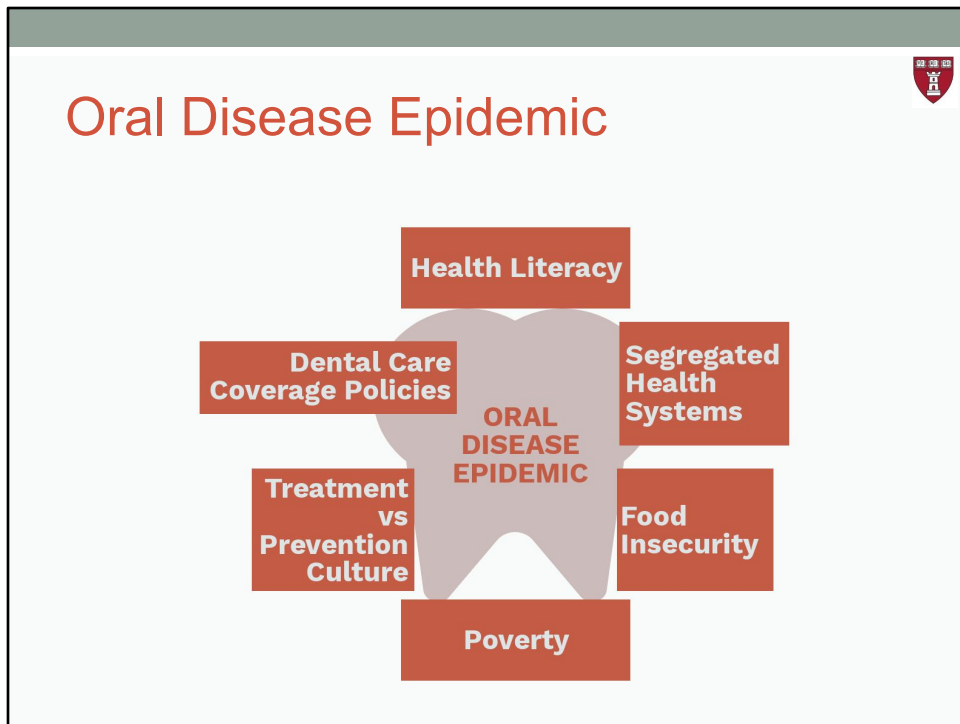 Oral Disease Epidemic
Health Literacy
Dental Care
Coverage Policies
Segregated
Health
Systems
ORAL
DISEASE
EPIDEMIC
Treatment
vs
Prevention
Culture
Food
Insecurity
Poverty